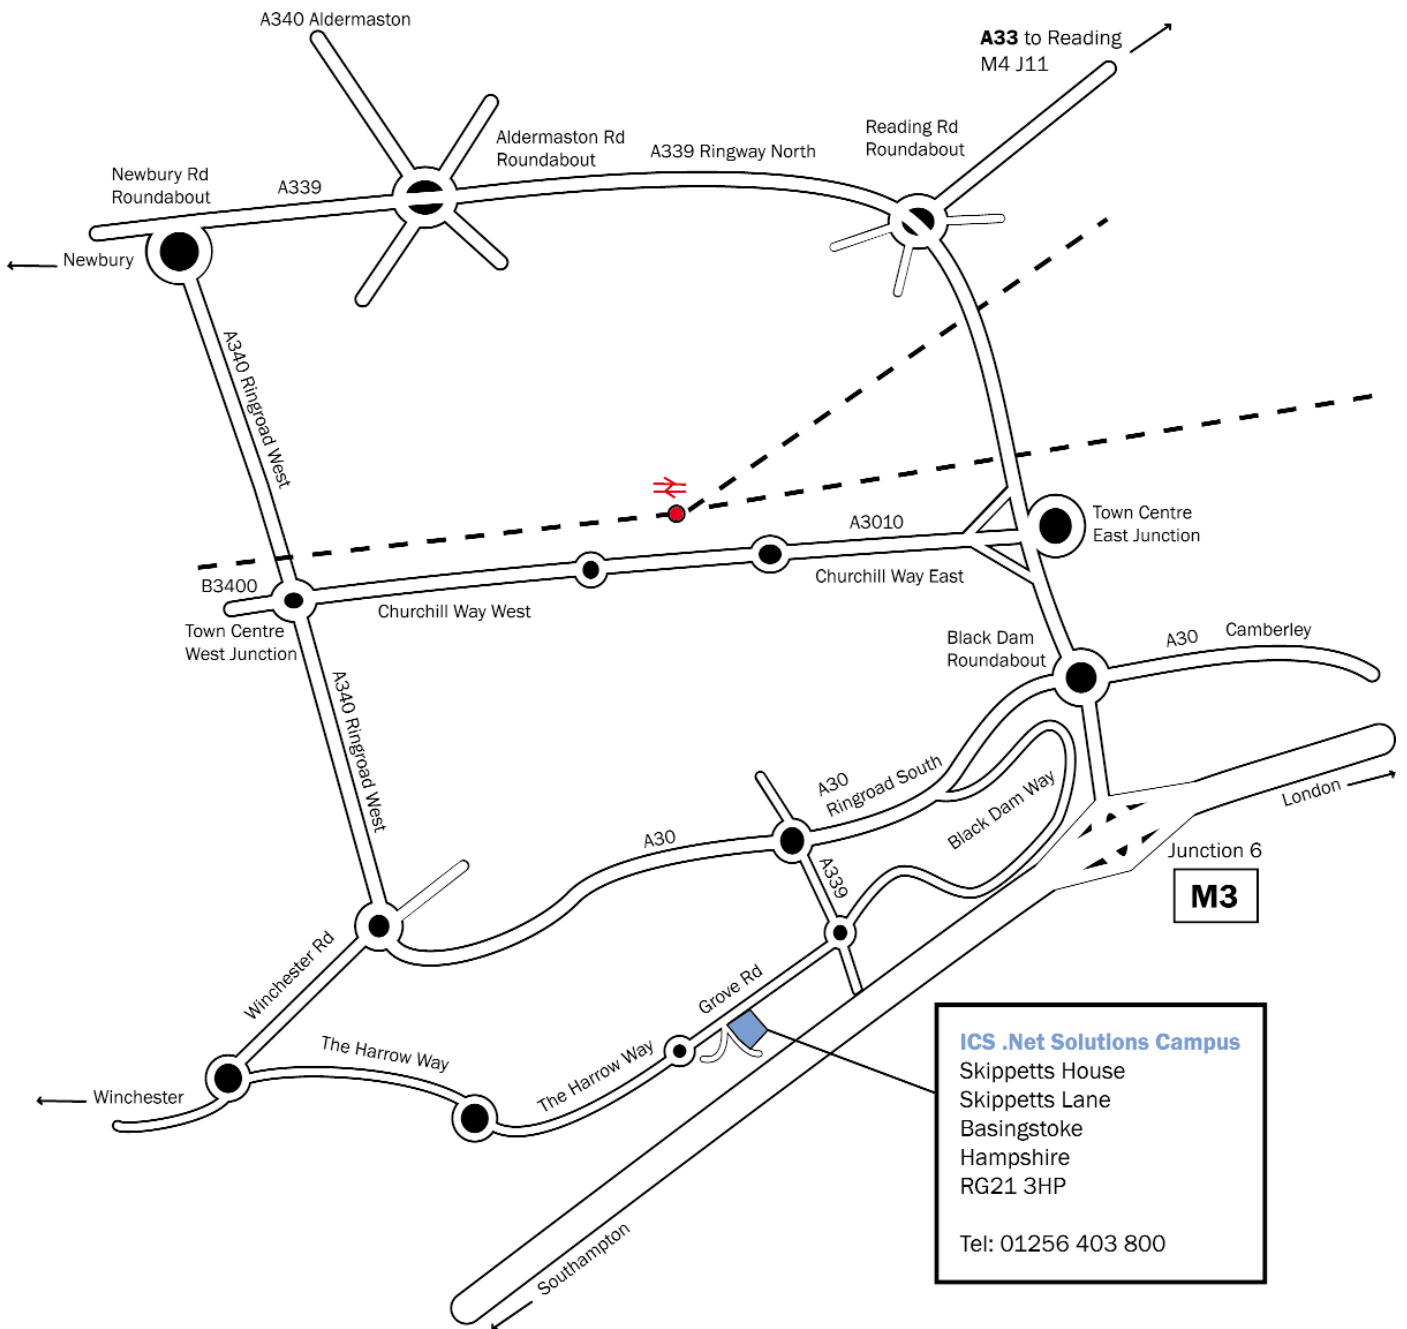 A340 Aldermaston
A33 to Reading
M4 J11
Aldermaston Rd
Roundabout
A339 Ringway North
Reading Rd
Roundabout
Newbury Rd
Roundabout
A339
Newbury
A340 Ringroad West
A3010
Town Centre
East Junction
B3400
Churchill Way East
Churchill Way West
Town Centre
West Junction
Black Dam
Roundabout
A30
Camberley
A340 Ringroad West
A30
Ringroad South
Black Dam Way
London
A30
A339
Junction 6
M3
Winchester Rd
Grove Rd
The Harrow Way
The Harrow Way
Winchester
ICS .Net Solutions Campus
Skippetts House
Skippetts Lane
Basingstoke
Hampshire
RG21 3HP
Tel: 01256 403 800
Southampton